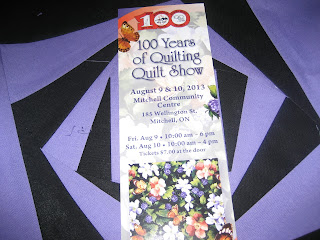 100
100 Years
of Quilting
Quilt Show
August 9 & 10, 2013
Mitchell Community
Centre
185 Wellington St.
Mitchell, ON
Fri. Aug 9 • 10:00 am - 6 pm
Sat. Aug 10 • 10:00 am - 4 pm
Tickets $7.00 at the door